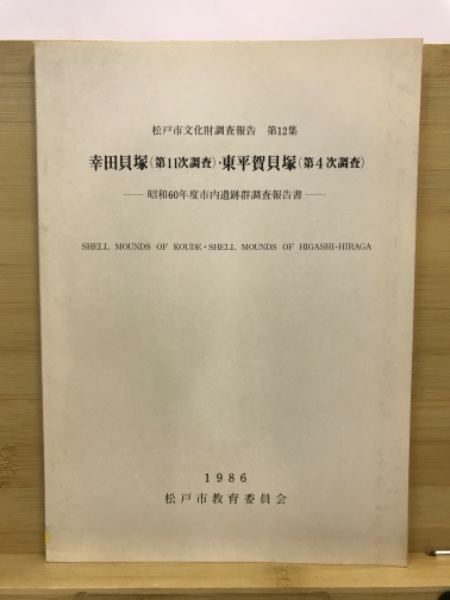 松戸市文化財調査報告 第12集
幸田貝塚(第11次調査)・東平賀貝塚(第4次調査)
——昭和60年度市内遺跡群調査報告書——
SHELL MOUNDS OF KOUDE・SHELL MOUNDS OF HIGASHI-HIRAGA
1986
松戸市教育委員会